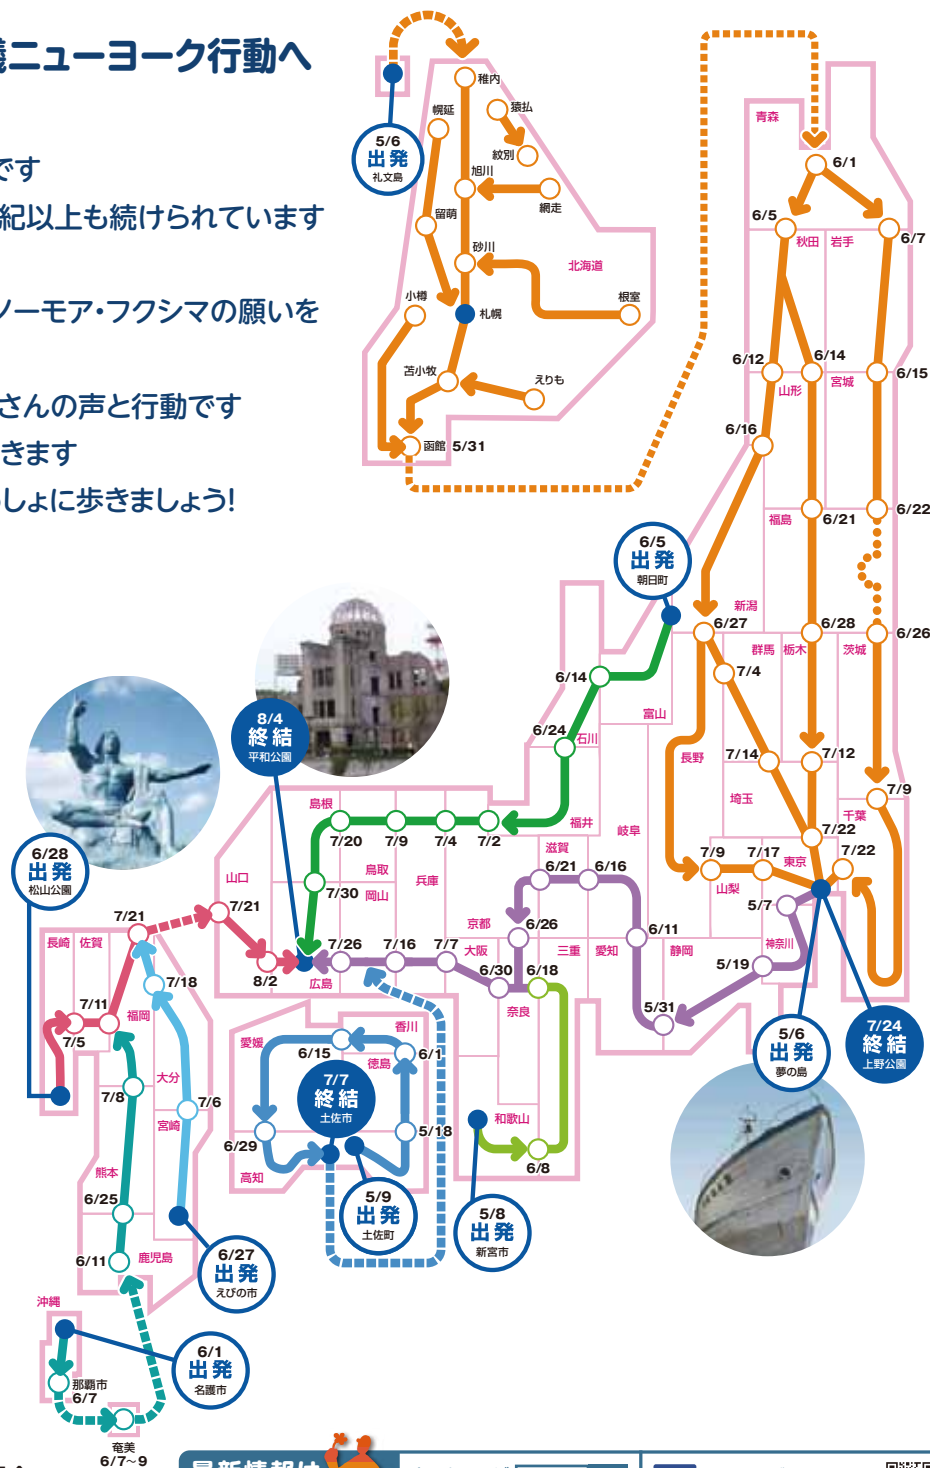 議ニューヨーク行動へ
です
紀以上も続けられています
ノーモア・フクシマの願いを
さんの声と行動です
きます
っしょに歩きましょう!
5/6
出発
礼文島
稚内
猿払
幌延
紋別
旭川
網走
留萌
砂川
北海道
小樽
根室
札幌
苫小牧
えりも
函館 5/31
青森
6/1
6/5
秋田
岩手
6/7
6/12
6/14
山形
宮城
6/15
6/16
福島
6/21
6/22
新潟
6/27
6/28
6/26
群馬
栃木
茨城
7/4
6/5
出発
朝日町
6/14
富山
6/24
石川
長野
7/14
7/12
埼玉
7/9
千葉
7/22
7/9
7/17
東京
7/22
山梨
5/7
神奈川
8/4
終結
平和公園
島根
7/20
7/9
7/4
7/2
福井
岐阜
滋賀
鳥取
山口
7/30
岡山
兵庫
6/21
6/16
京都
6/26
7/21
7/26
7/16
7/7
大阪
三重
愛知
6/11
静岡
5/19
8/2
広島
6/30
6/18
奈良
5/31
6/28
出発
松山公園
長崎
佐賀
7/21
7/18
7/11
福岡
7/5
大分
7/8
7/6
宮崎
熊本
6/25
鹿児島
6/11
愛媛
香川
6/15
徳島
6/1
7/7
終結
土佐市
6/29
5/18
高知
和歌山
6/8
5/6
出発
夢の島
7/24
終結
上野公園
5/9
出発
土佐町
5/8
出発
新宮市
6/27
出発
えびの市
沖縄
6/1
出発
名護市
那覇市
6/7
奄美
6/7〜9
最新情報は